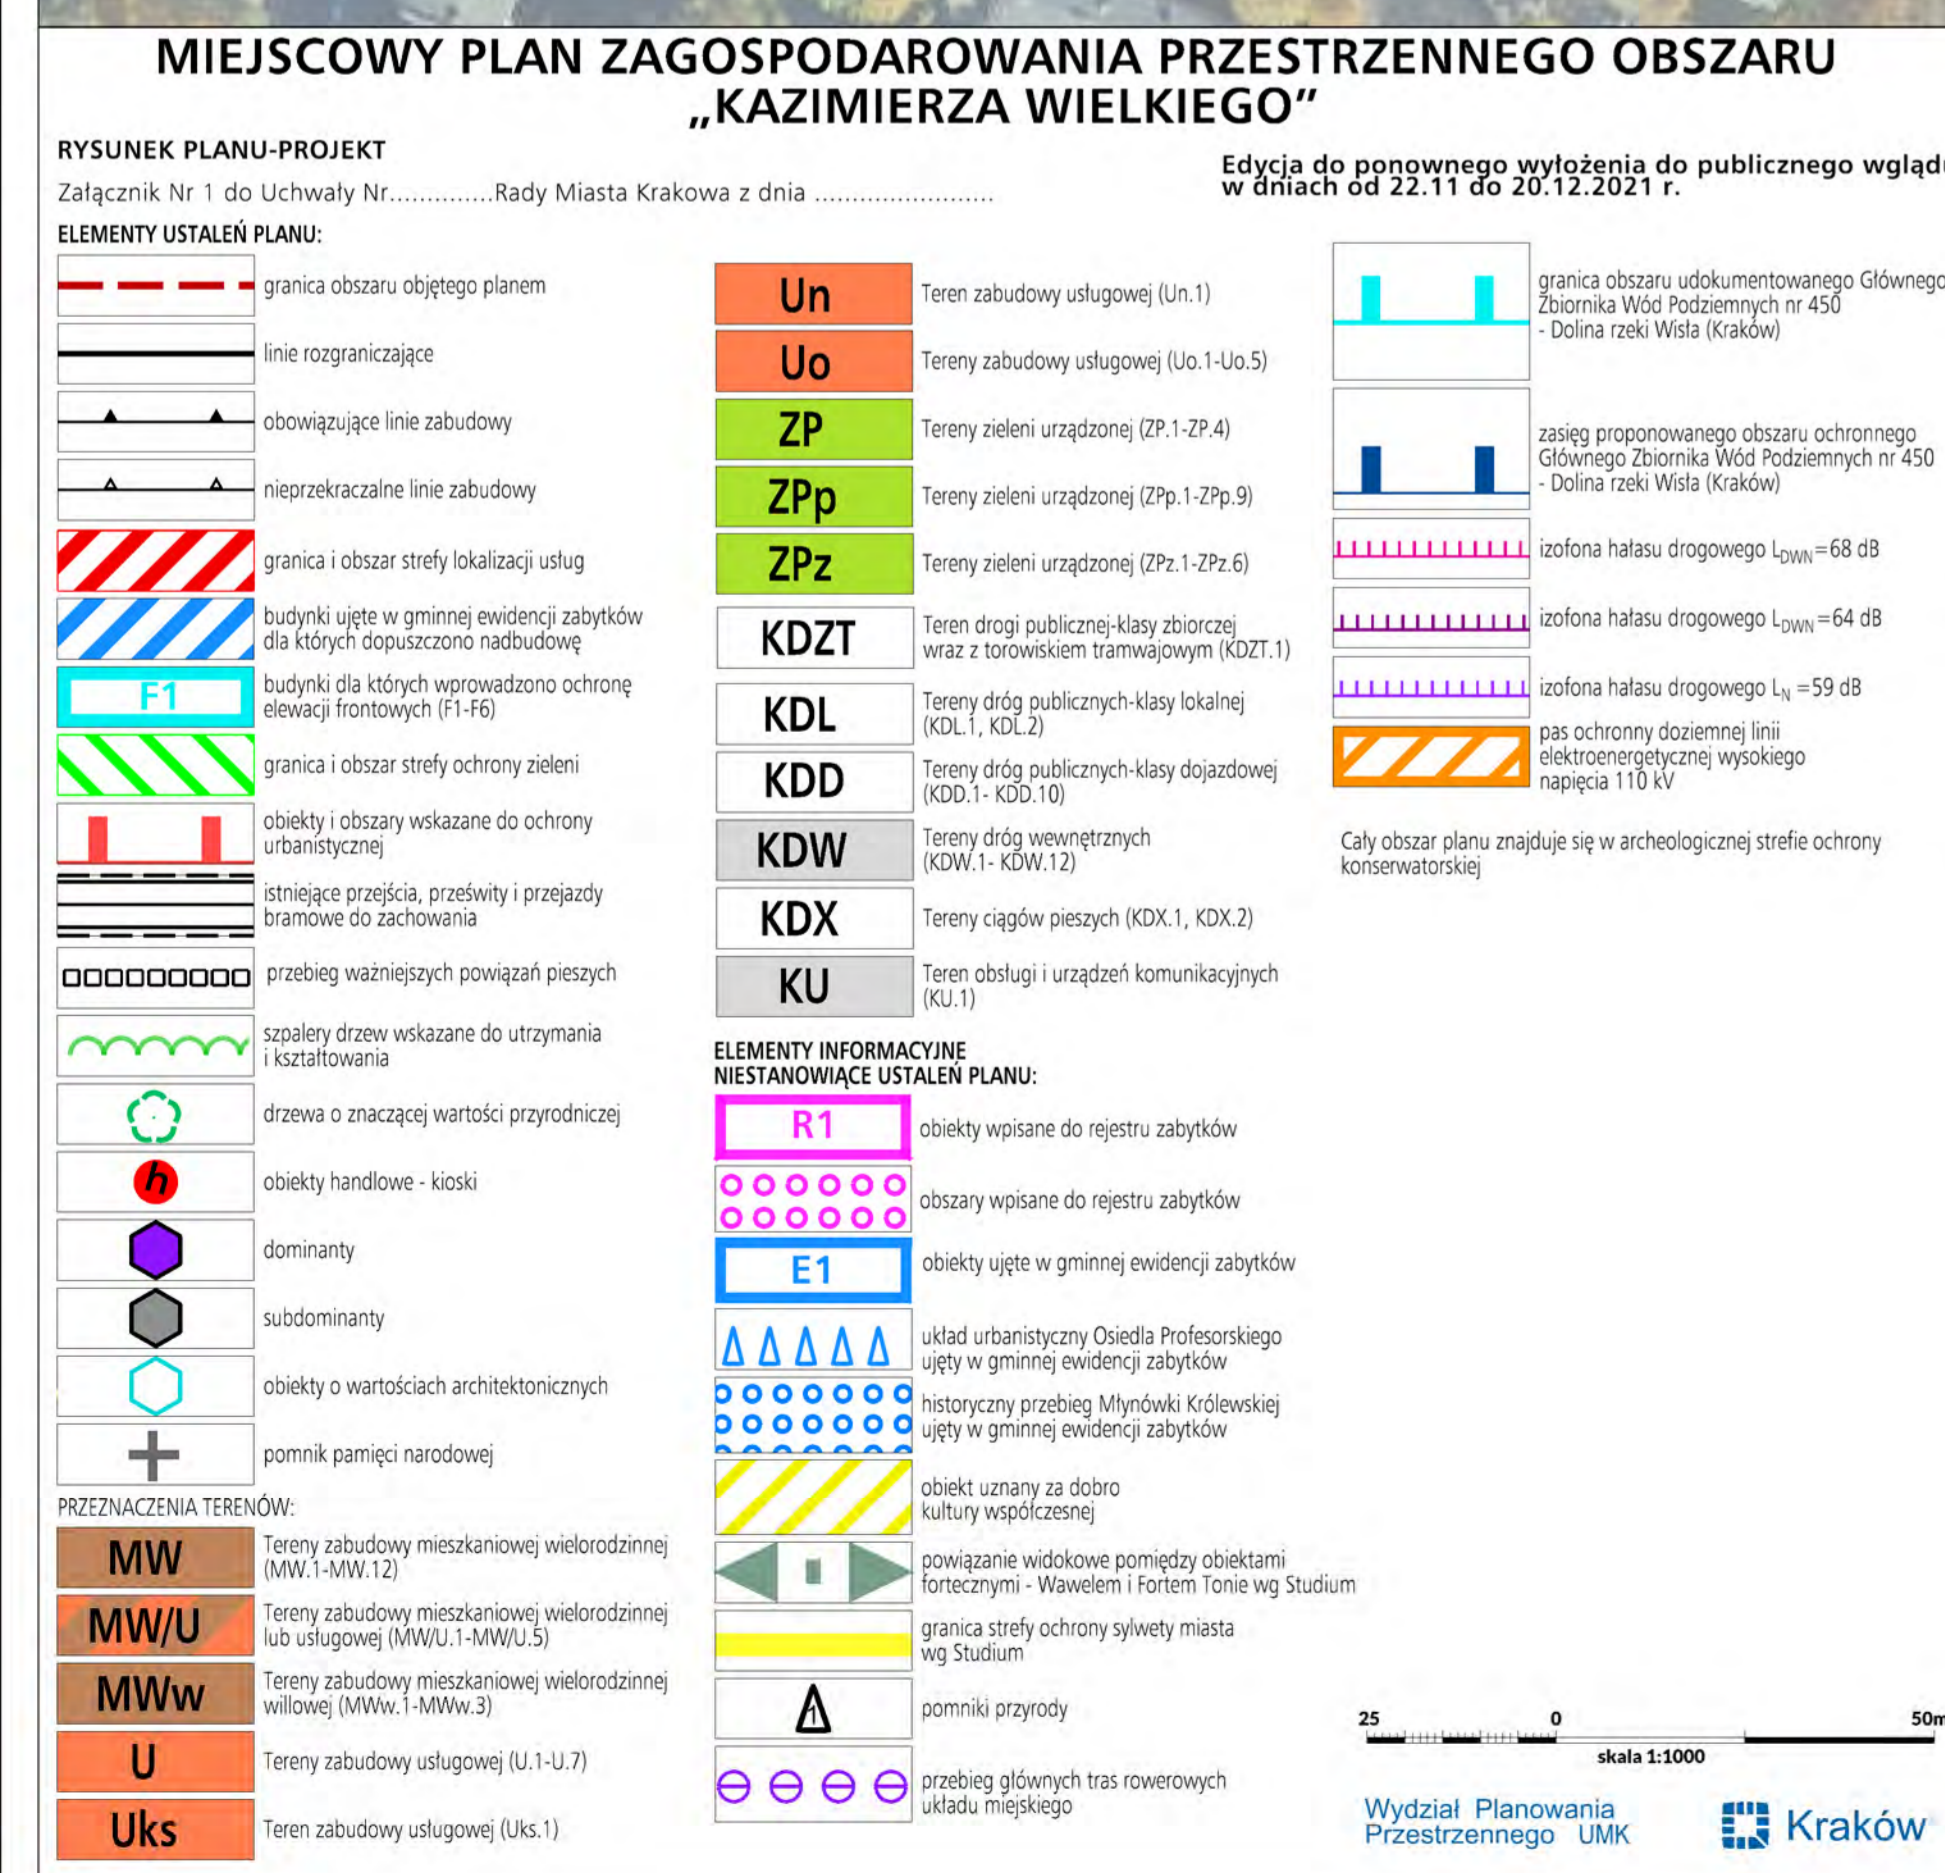 MIEJSCOWY PLAN ZAGOSPODAROWANIA PRZESTRZENNEGO OBSZARU
„KAZIMIERZA WIELKIEGO”
RYSUNEK PLANU-PROJEKT
Załącznik Nr 1 do Uchwały Nr..............Rady Miasta Krakowa z dnia ........................
Edycja do ponownego wyłożenia do publicznego wglądu
w dniach od 22.11 do 20.12.2021 r.
ELEMENTY USTALEŃ PLANU:
granica obszaru objętego planem
linie rozgraniczające
obowiązujące linie zabudowy
nieprzekraczalne linie zabudowy
granica i obszar strefy lokalizacji usług
budynki ujęte w gminnej ewidencji zabytków
dla których dopuszczono nadbudowę
F1
budynki dla których wprowadzono ochronę
elewacji frontowych (F1-F6)
granica i obszar strefy ochrony zieleni
obiekty i obszary wskazane do ochrony
urbanistycznej
istniejące przejścia, prześwity i przejazdy
bramowe do zachowania
przebieg ważniejszych powiązań pieszych
szpalery drzew wskazane do utrzymania
i kształtowania
drzewa o znaczącej wartości przyrodniczej
h
obiekty handlowe - kioski
dominanty
subdominanty
obiekty o wartościach architektonicznych
pomnik pamięci narodowej
PRZEZNACZENIA TERENÓW:
MW
Tereny zabudowy mieszkaniowej wielorodzinnej
(MW.1-MW.12)
MW/U
Tereny zabudowy mieszkaniowej wielorodzinnej
lub usługowej (MW/U.1-MW/U.5)
MWw
Tereny zabudowy mieszkaniowej wielorodzinnej
willowej (MWw.1-MWw.3)
U
Tereny zabudowy usługowej (U.1-U.7)
Uks
Teren zabudowy usługowej (Uks.1)
Un
Teren zabudowy usługowej (Un.1)
Uo
Tereny zabudowy usługowej (Uo.1-Uo.5)
ZP
Tereny zieleni urządzonej (ZP.1-ZP.4)
ZPp
Tereny zieleni urządzonej (ZPp.1-ZPp.9)
ZPz
Tereny zieleni urządzonej (ZPz.1-ZPz.6)
KDZT
Teren drogi publicznej-klasy zbiorczej
wraz z torowiskiem tramwajowym (KDZT.1)
KDL
Tereny dróg publicznych-klasy lokalnej
(KDL.1, KDL.2)
KDD
Tereny dróg publicznych-klasy dojazdowej
(KDD.1- KDD.10)
KDW
Tereny dróg wewnętrznych
(KDW.1- KDW.12)
KDX
Tereny ciągów pieszych (KDX.1, KDX.2)
KU
Teren obsługi i urządzeń komunikacyjnych
(KU.1)
ELEMENTY INFORMACYJNE
NIESTANOWIĄCE USTALEŃ PLANU:
R1
obiekty wpisane do rejestru zabytków
obszary wpisane do rejestru zabytków
E1
obiekty ujęte w gminnej ewidencji zabytków
układ urbanistyczny Osiedla Profesorskiego
ujęty w gminnej ewidencji zabytków
historyczny przebieg Młynówki Królewskiej
ujęty w gminnej ewidencji zabytków
obiekt uznany za dobro
kultury współczesnej
powiązanie widokowe pomiędzy obiektami
fortecznymi - Wawelem i Fortem Tonie wg Studium
granica strefy ochrony sylwety miasta
wg Studium
1
pomniki przyrody
przebieg głównych tras rowerowych
układu miejskiego
granica obszaru udokumentowanego Głównego
Zbiornika Wód Podziemnych nr 450
- Dolina rzeki Wisła (Kraków)
zasięg proponowanego obszaru ochronnego
Głównego Zbiornika Wód Podziemnych nr 450
- Dolina rzeki Wisła (Kraków)
izofona hałasu drogowego LDWN=68 dB
izofona hałasu drogowego LDWN=64 dB
izofona hałasu drogowego LN =59 dB
pas ochronny doziemnej linii
elektroenergetycznej wysokiego
napięcia 110 kV
Cały obszar planu znajduje się w archeologicznej strefie ochrony
konserwatorskiej
25 0 50m
skala 1:1000
Wydział Planowania
Przestrzennego UMK
Kraków